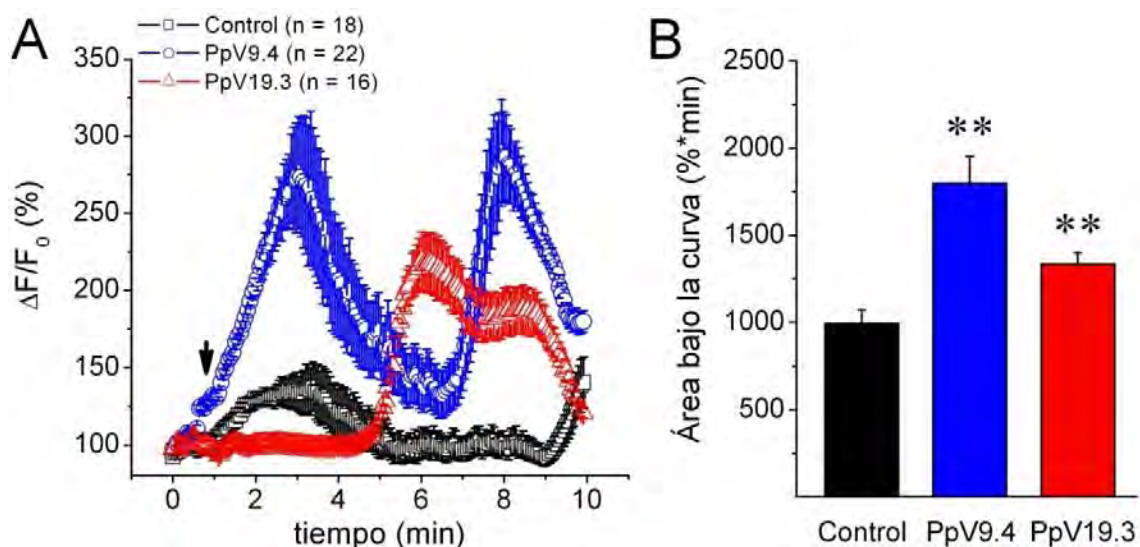 A
Control (n = 18)
PpV9.4 (n = 22)
PpV19.3 (n = 16)
350
300
250
200
150
100
ΔF/F0 (%)
0 2 4 6 8 10
tiempo (min)
B
2500
2000
1500
1000
500
Área bajo la curva (%*min)
**
**
Control PpV9.4 PpV19.3